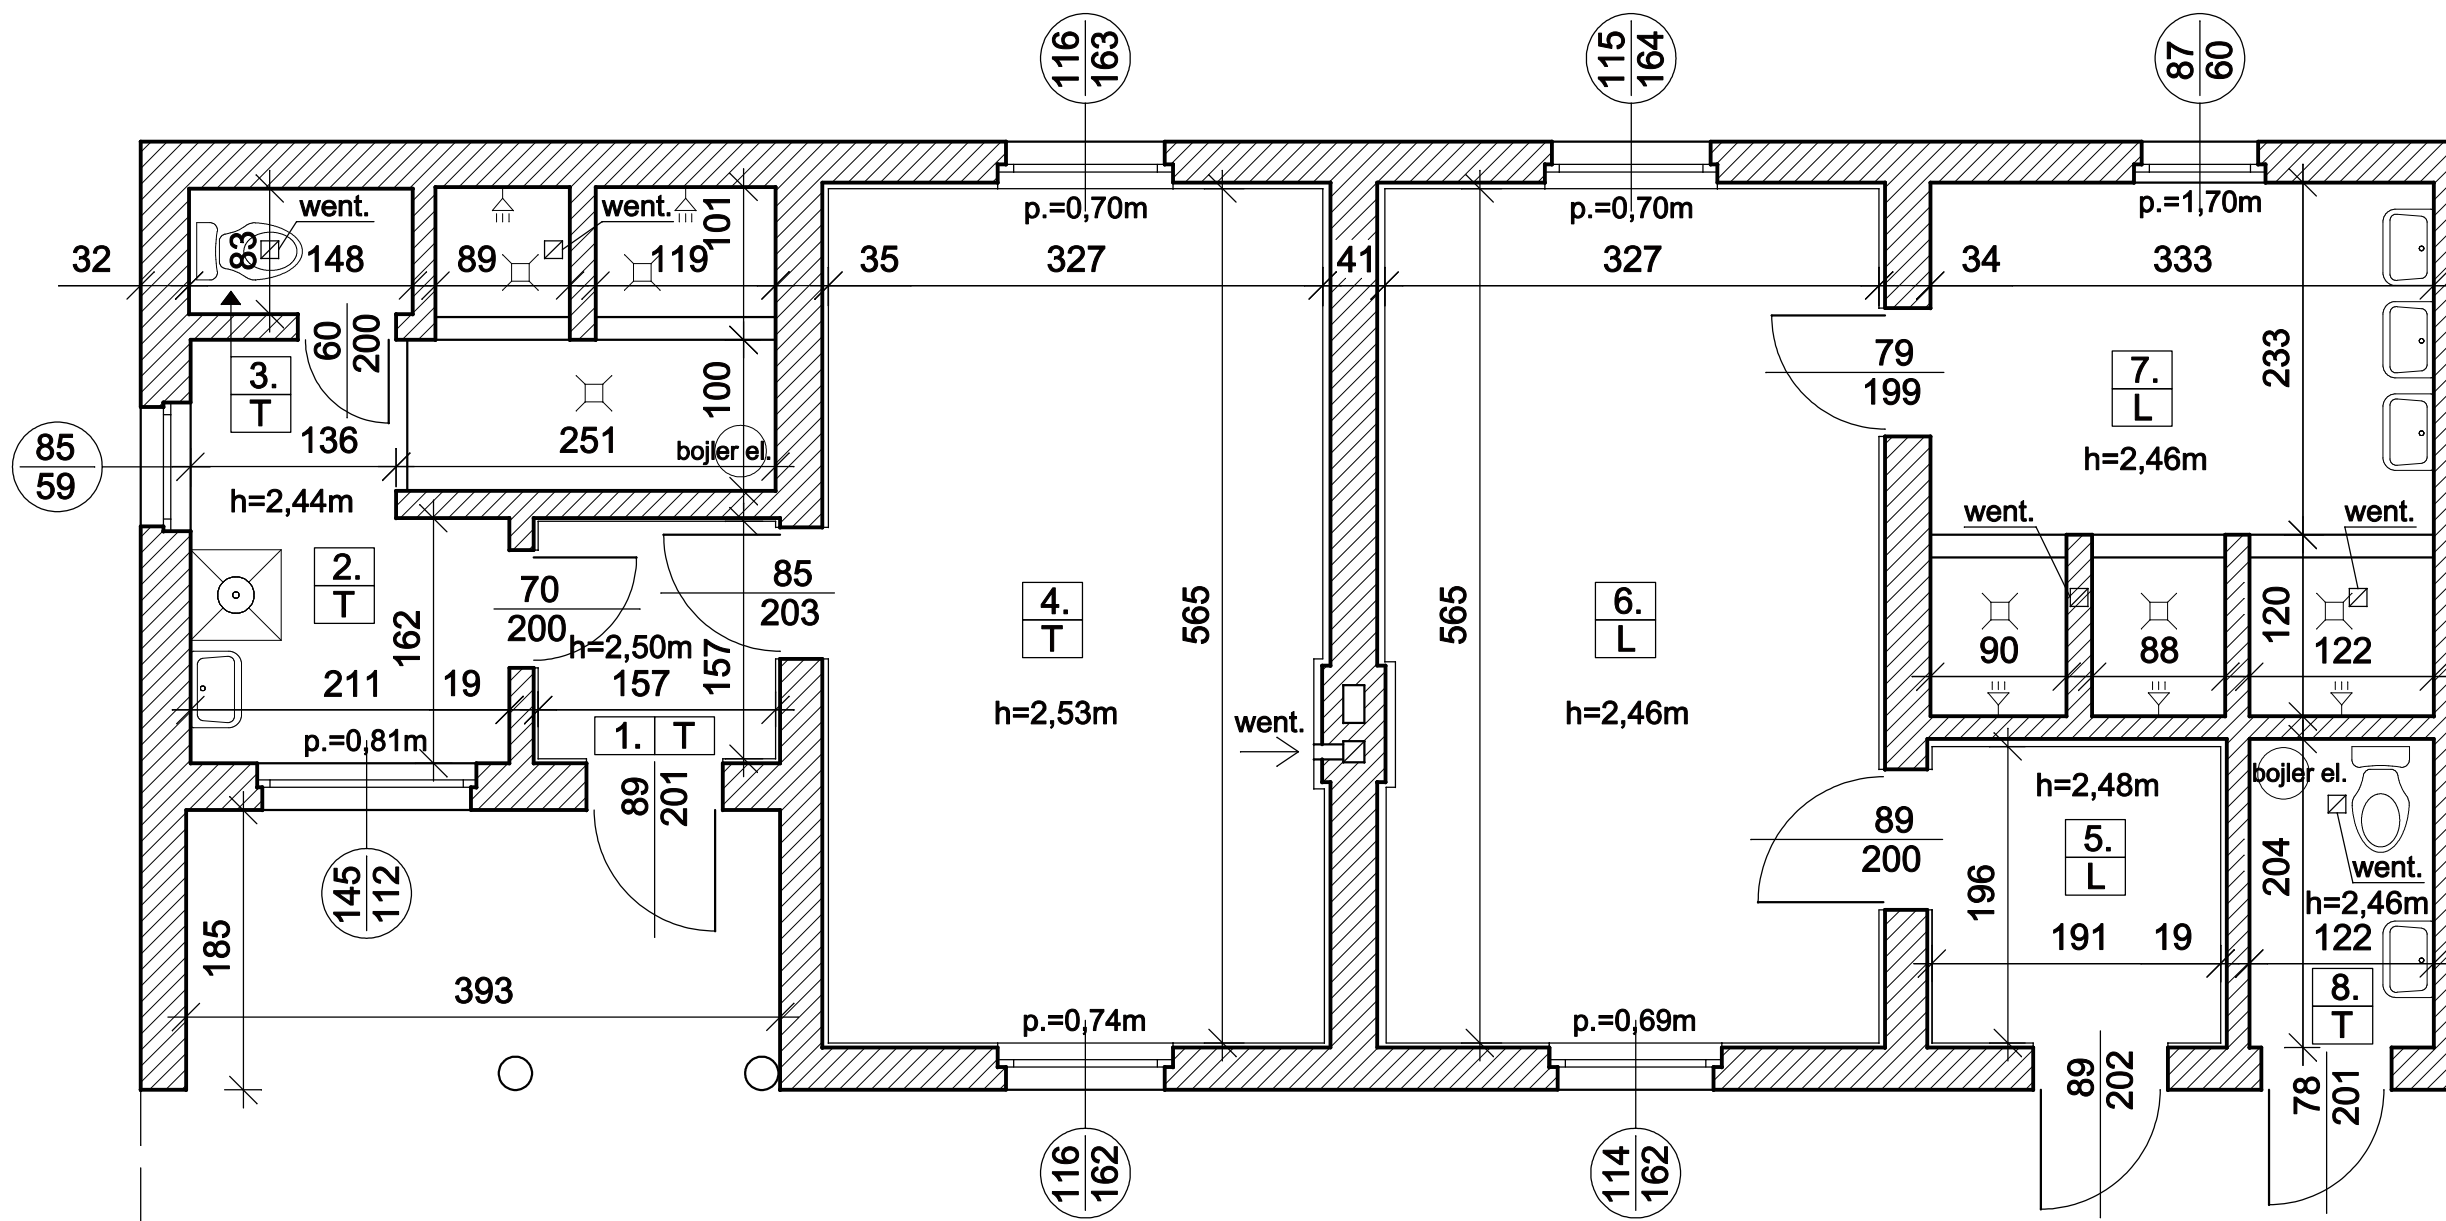 116
163
115
164
87
60
went.
went.
p.=0,70m
p.=0,70m
p.=1,70m
32
83
148
89
119
101
35
327
41
327
34
333
60
200
3.
T
136
251
100
bojler el.
79
199
7.
L
233
85
59
h=2,44m
h=2,46m
went.
went.
2.
T
162
70
200
85
203
h=2,50m
157
4.
T
565
565
6.
L
90
88
122
120
211
19
157
h=2,53m
h=2,46m
went.
p.=0,81m
1.
T
89
201
bojler el.
h=2,48m
145
112
89
200
5.
L
204
went.
h=2,46m
185
196
191
19
122
393
8.
T
p.=0,74m
p.=0,69m
89
202
78
201
116
162
114
162